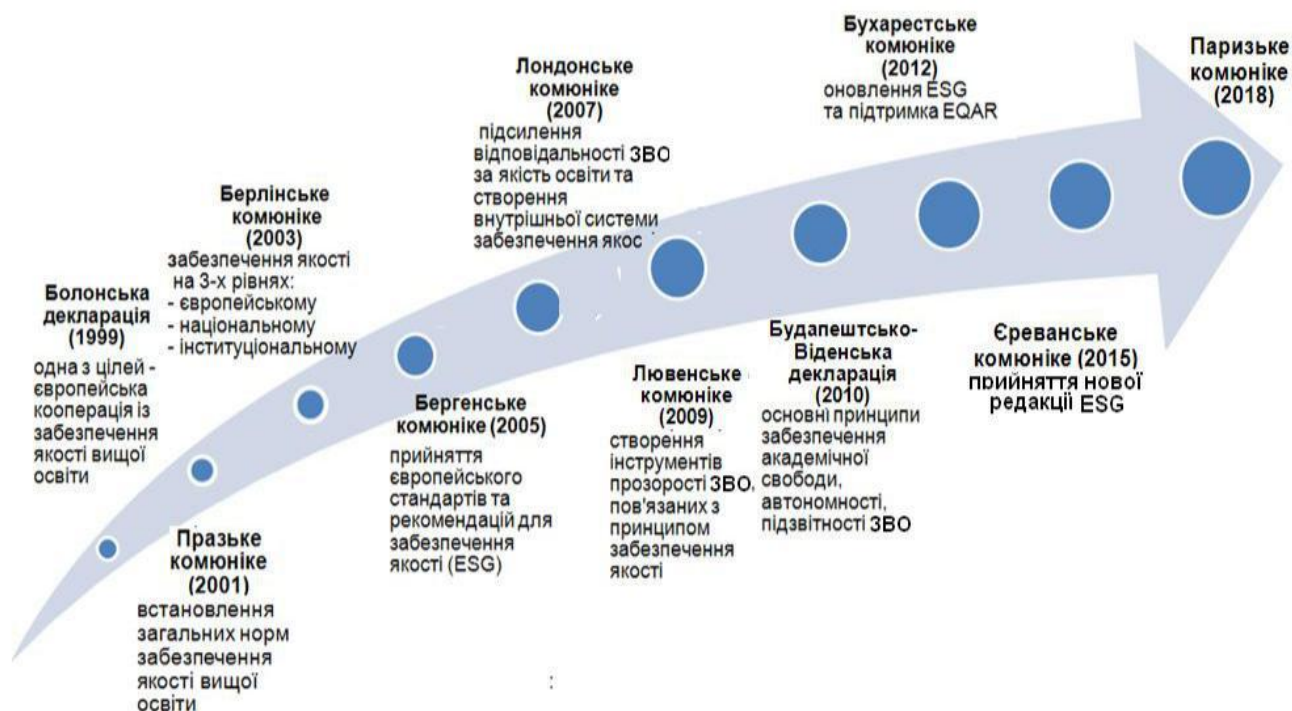 Болонська
декларація
(1999)
одна з цілей -
європейська
кооперація із
забезпечення
якості вищої
освіти
Празьке
комюніке
(2001)
встановлення
загальних норм
забезпечення
якості вищої
освіти
Берлінське
комюніке
(2003)
забезпечення якості
на 3-х рівнях:
- європейському
- національному
- інституціональному
Бергенське
комюніке (2005)
прийняття
європейського
стандартів та
рекомендацій для
забезпечення
якості (ESG)
Лондонське
комюніке
(2007)
підсилення
відповідальності ЗВО
за якість освіти та
створення
внутрішньої системи
забезпечення якос
Лювенське
комюніке
(2009)
створення
інструментів
прозорості ЗВО,
пов'язаних з
принципом
забезпечення
якості
Будапештсько-
Віденська
декларація
(2010)
основні принципи
забезпечення
академічної
свободи,
автономності,
підзвітності ЗВО
Бухарестське
комюніке
(2012)
оновлення ESG
та підтримка EQAR
Єреванське
комюніке (2015)
прийняття нової
редакції ESG
Паризьке
комюніке
(2018)
: